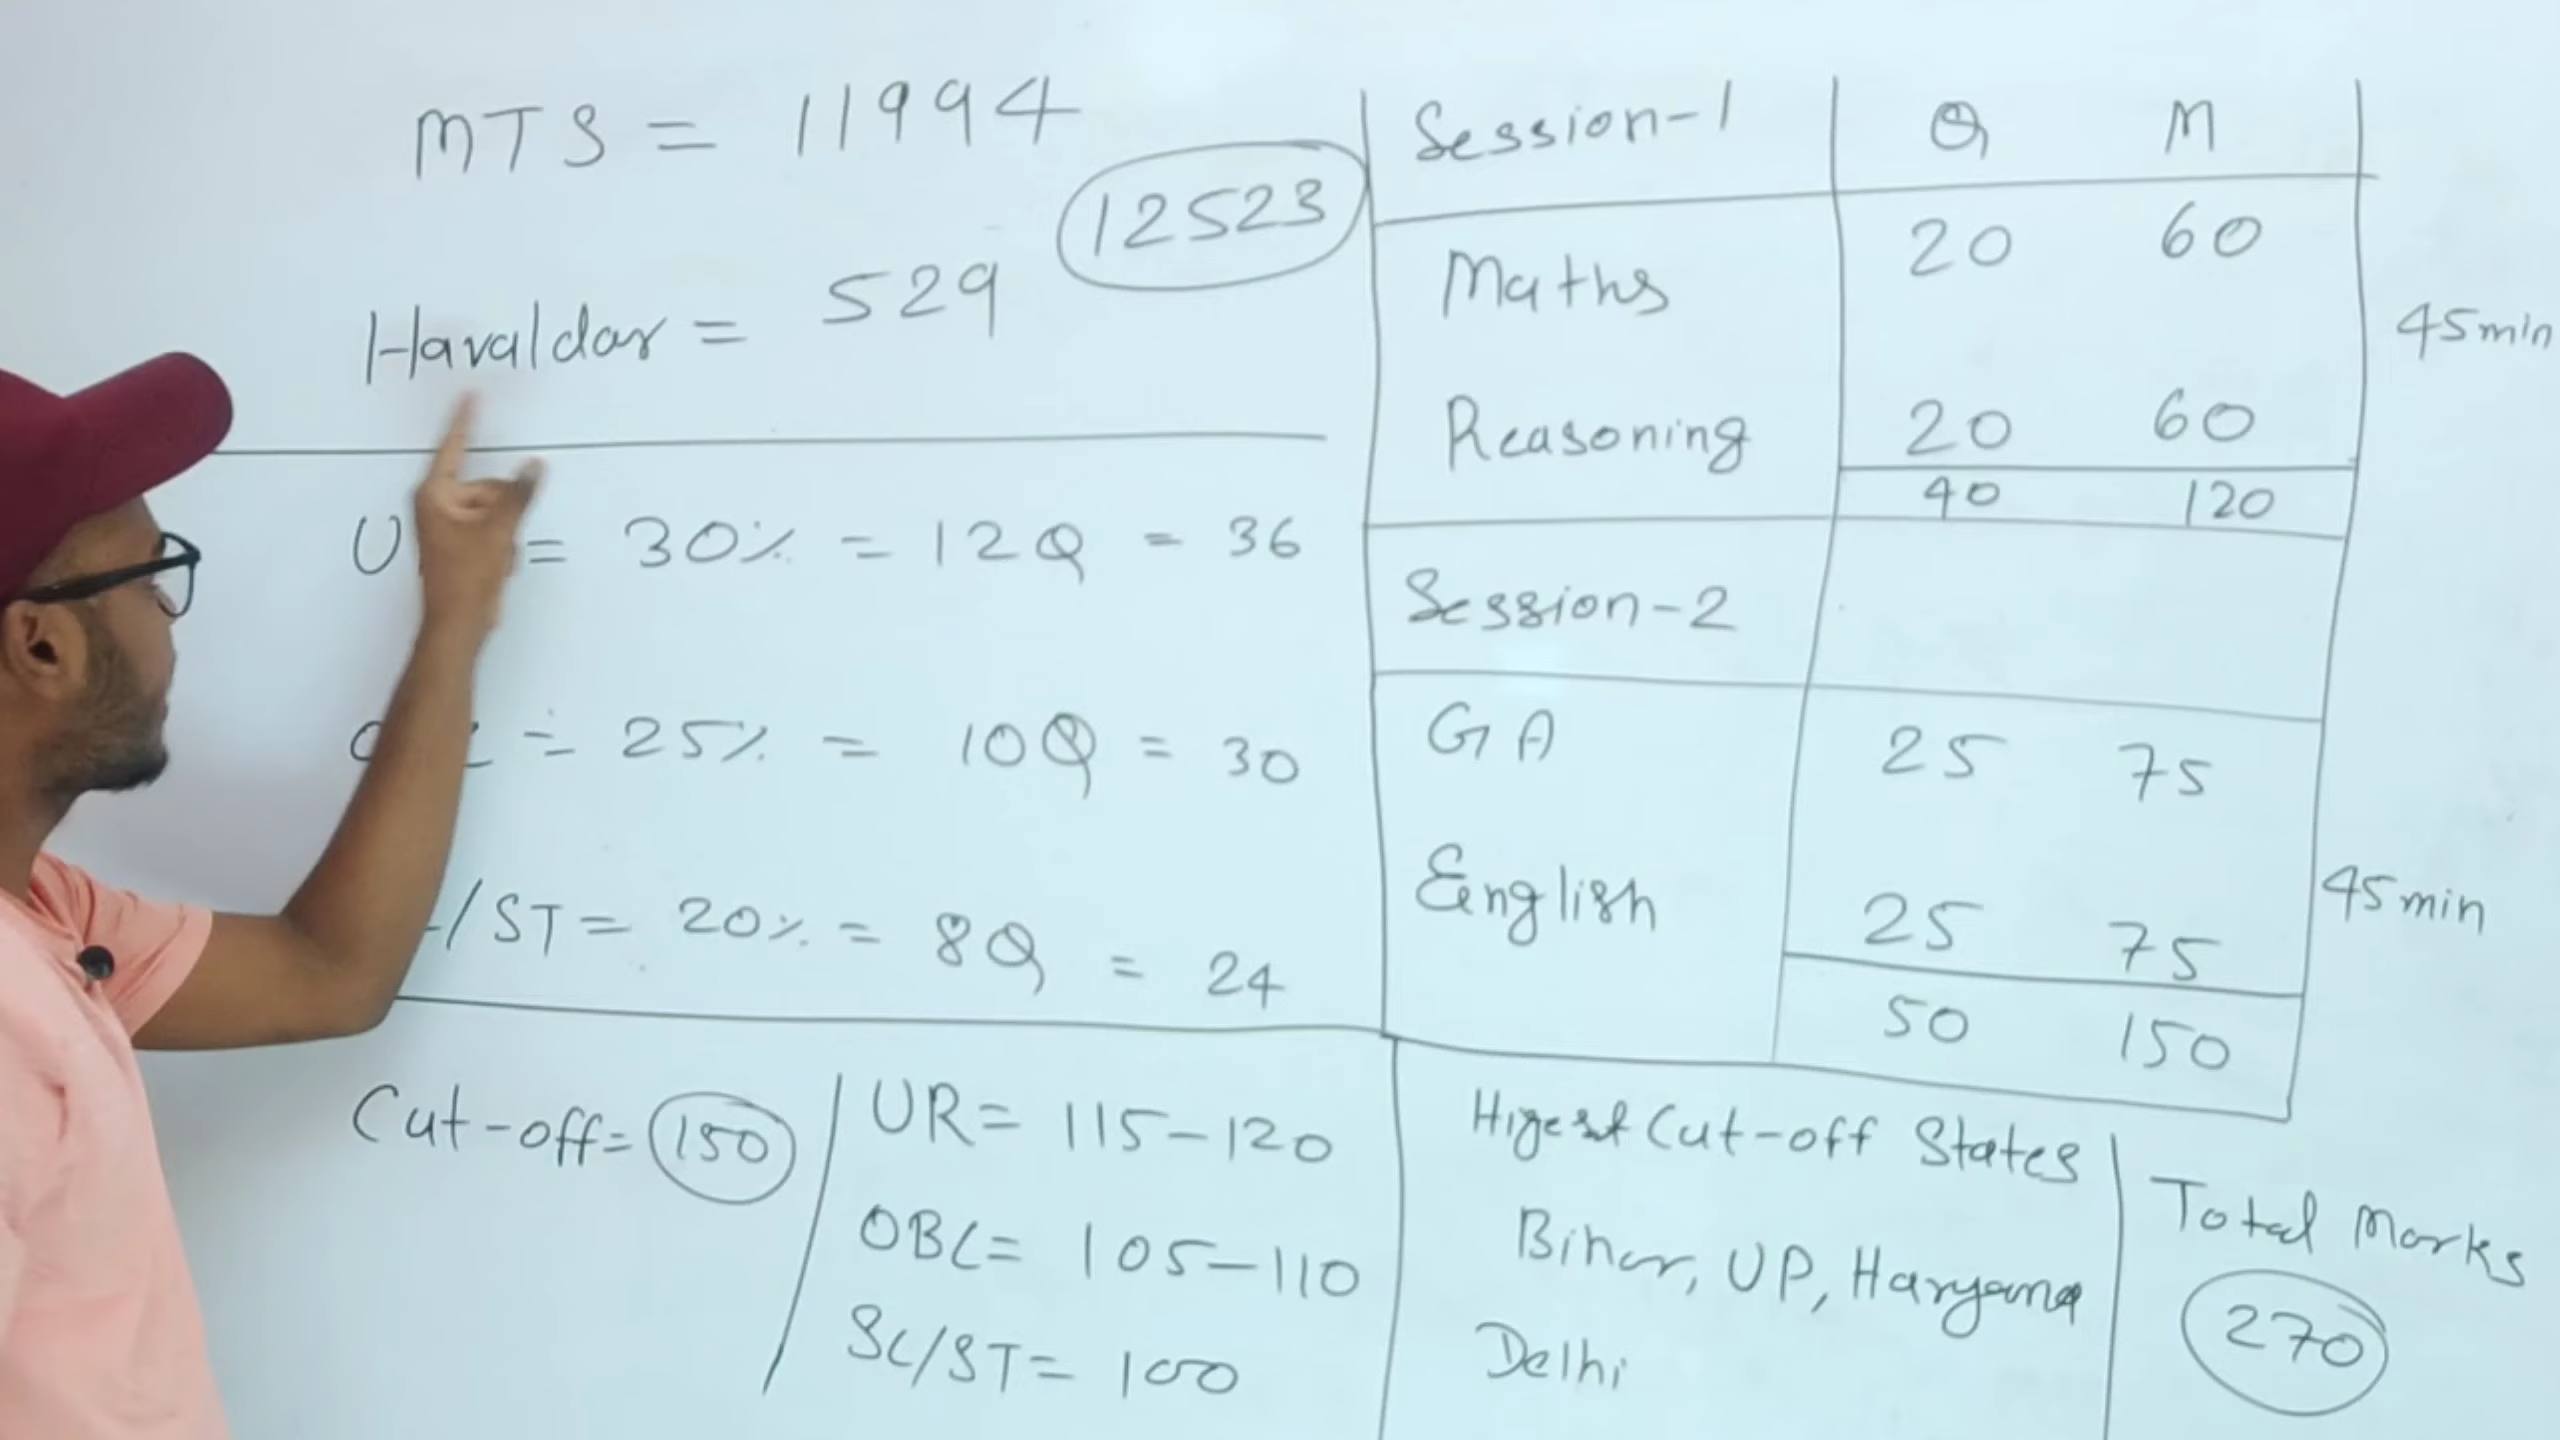 MTS = 11994
12523
Havaldar = 529
= 30% = 12Q = 36
= 25% = 10Q = 30
/ST = 20% = 8Q = 24
Cut-off = 150
UR = 115-120
OBC = 105-110
SC/ST = 100
Session-1 Q M
Maths 20 60
45min
Reasoning 20 60
40 120
Session-2
GA 25 75
English 25 75
45min
50 150
Higest Cut-off States
Bihar, UP, Haryana
Delhi
Total Marks
270